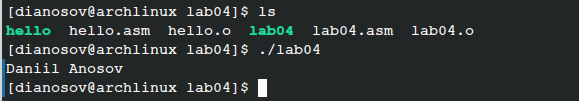 [dianosov@archlinux lab04]$ ls
hello hello.asm hello.o lab04 lab04.asm lab04.o
[dianosov@archlinux lab04]$ ./lab04
Daniil Anosov
[dianosov@archlinux lab04]$